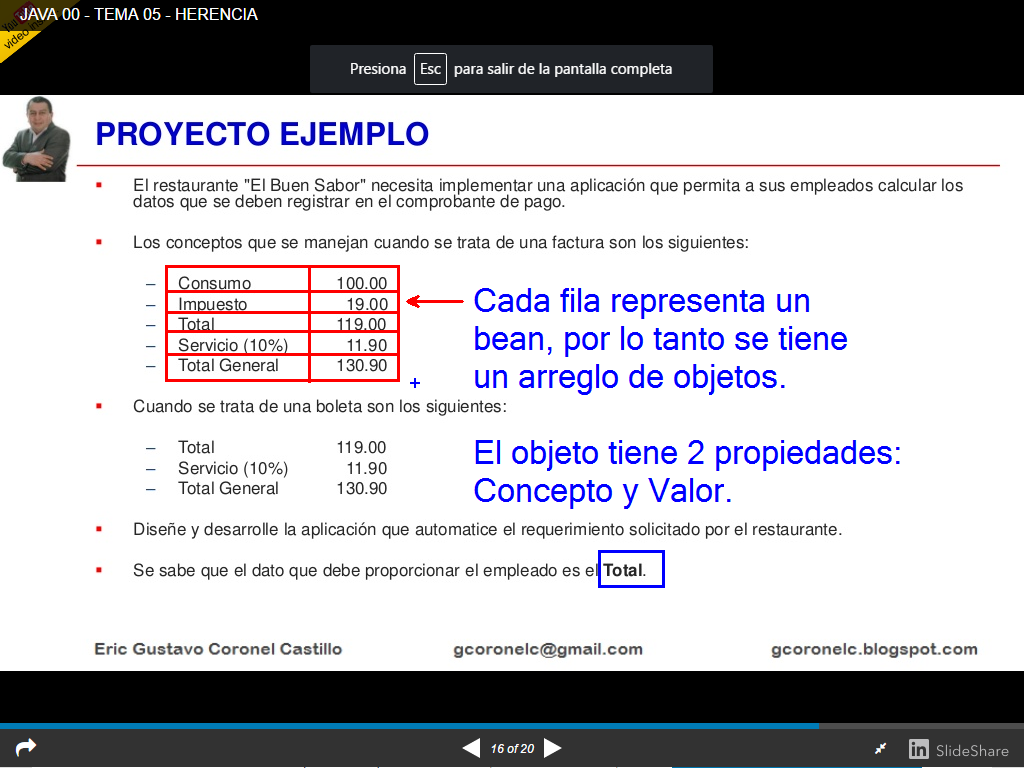 JAVA 00 - TEMA 05 - HERENCIA
Presiona Esc para salir de la pantalla completa
PROYECTO EJEMPLO
El restaurante "El Buen Sabor" necesita implementar una aplicación que permita a sus empleados calcular los
datos que se deben registrar en el comprobante de pago.
Los conceptos que se manejan cuando se trata de una factura son los siguientes:
– Consumo 100.00
– Impuesto 19.00
– Total 119.00
– Servicio (10%) 11.90
– Total General 130.90
Cada fila representa un
bean, por lo tanto se tiene
un arreglo de objetos.
Cuando se trata de una boleta son los siguientes:
– Total 119.00
– Servicio (10%) 11.90
– Total General 130.90
El objeto tiene 2 propiedades:
Concepto y Valor.
Diseñe y desarrolle la aplicación que automatice el requerimiento solicitado por el restaurante.
Se sabe que el dato que debe proporcionar el empleado es el Total.
Eric Gustavo Coronel Castillo gcoronelc@gmail.com gcoronelc.blogspot.com
16 of 20
in SlideShare